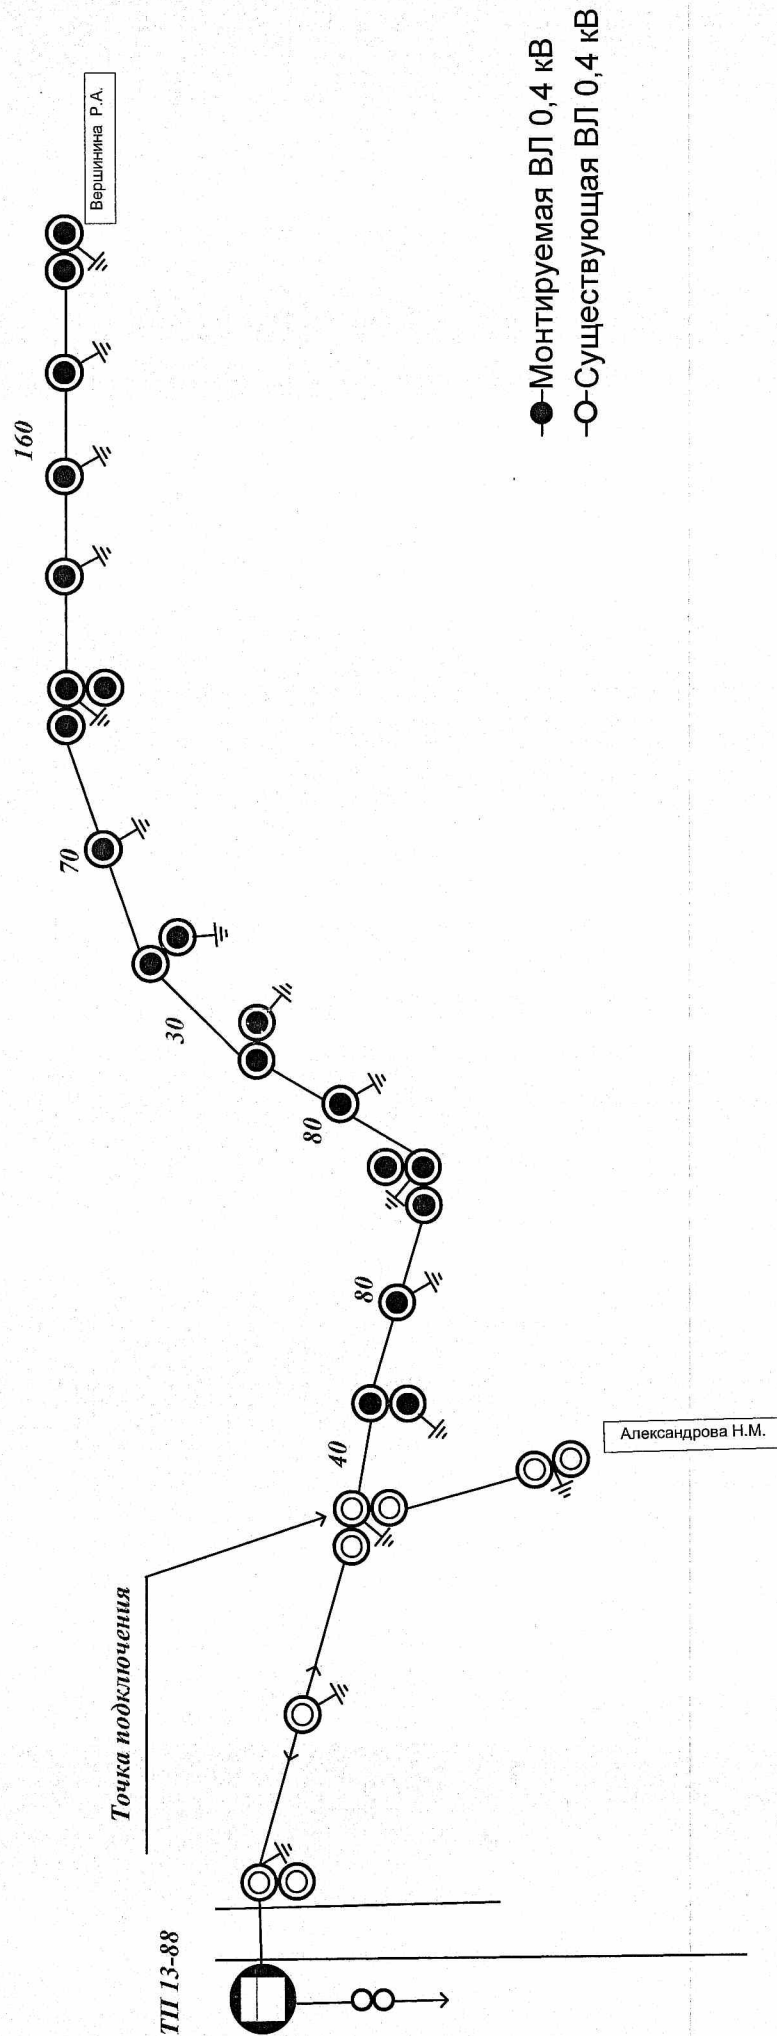 ТП 13-88
Точка подключения
40
80
80
30
70
160
Александрова Н.М.
Вершинина Р.А.
Монтируемая ВЛ 0,4 кВ
Существующая ВЛ 0,4 кВ